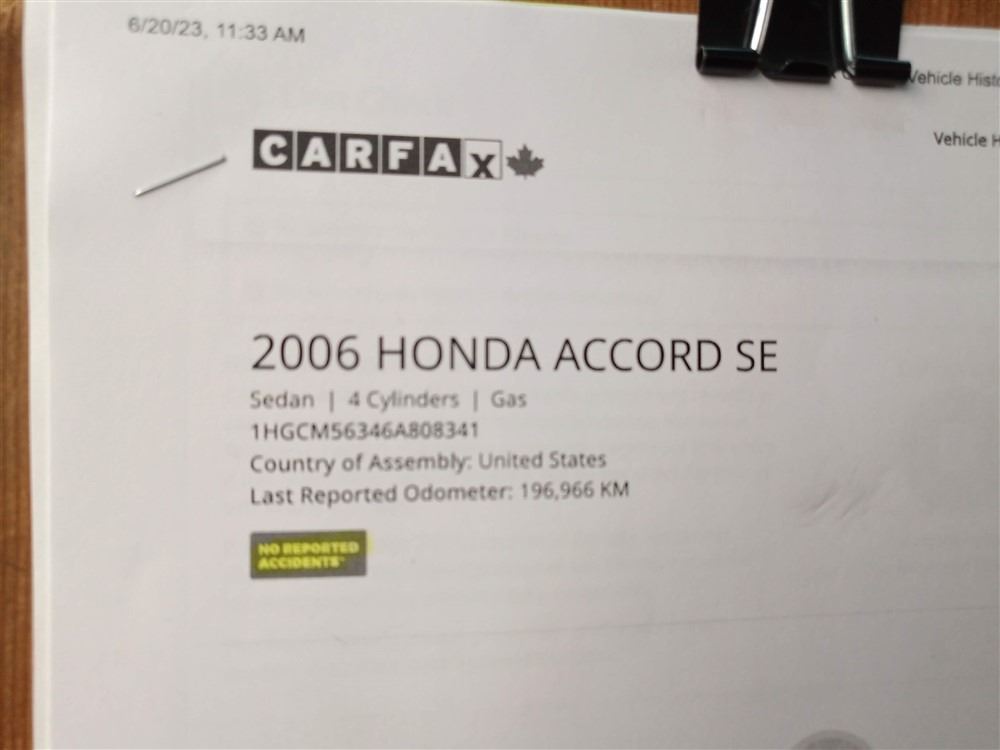 6/20/23, 11:33 AM
Vehicle Histo
Vehicle H
CARFAX
2006 HONDA ACCORD SE
Sedan | 4 Cylinders | Gas
1HGCM56346A808341
Country of Assembly: United States
Last Reported Odometer: 196,966 KM
NO REPORTED
ACCIDENTS™